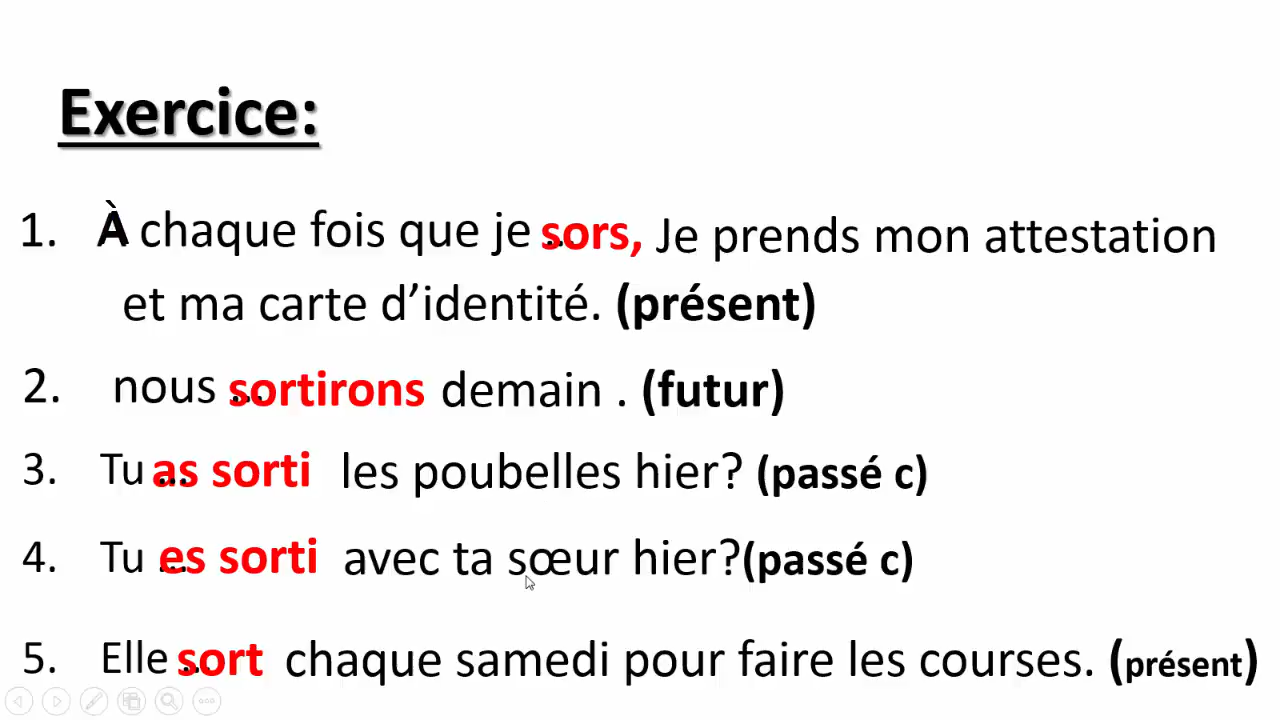 Exercice:
1. À chaque fois que je sors, Je prends mon attestation
et ma carte d’identité. (présent)
2. nous sortirons demain . (futur)
3. Tu as sorti les poubelles hier? (passé c)
4. Tu es sorti avec ta sœur hier?(passé c)
5. Elle sort chaque samedi pour faire les courses. (présent)